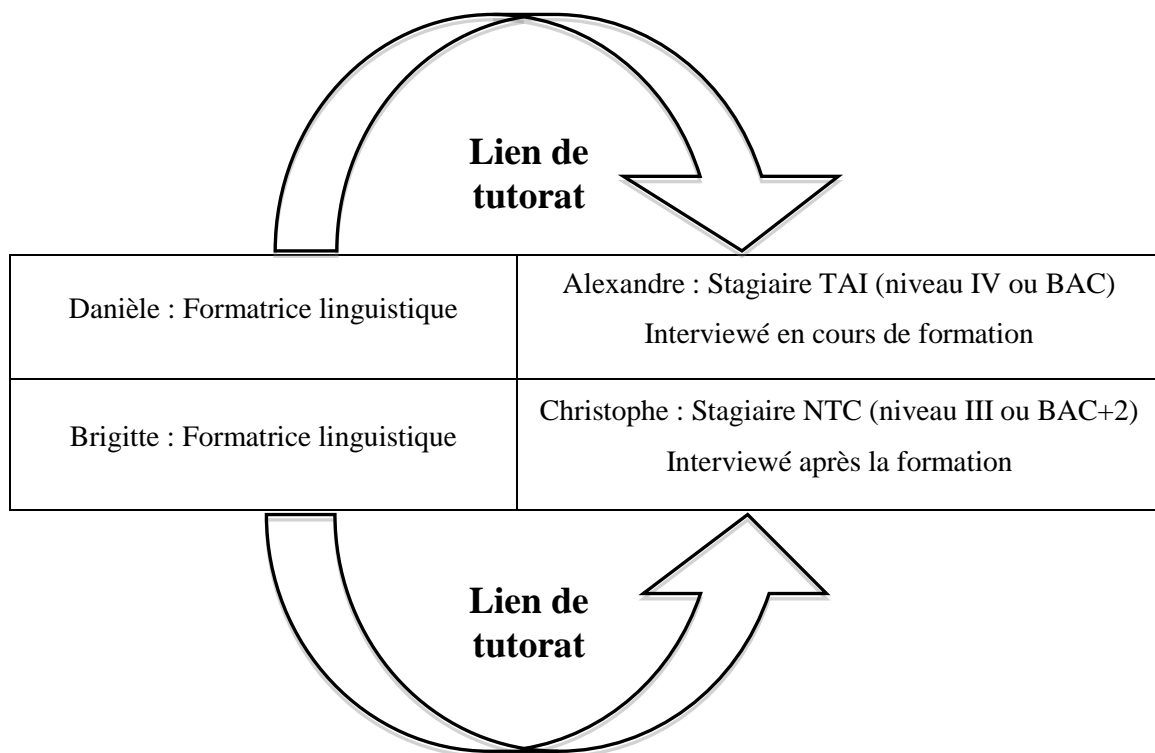 Lien de
tutorat
Danièle : Formatrice linguistique
Alexandre : Stagiaire TAI (niveau IV ou BAC)
Interviewé en cours de formation
Brigitte : Formatrice linguistique
Christophe : Stagiaire NTC (niveau III ou BAC+2)
Interviewé après la formation
Lien de
tutorat